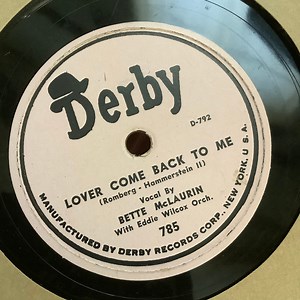 Derby
D-792
LOVER COME BACK TO ME
(Romberg - Hammerstein II)
Vocal By
BETTE McLAURIN
With Eddie Wilcox Orch.
785
MANUFACTURED BY DERBY RECORDS CORP., NEW YORK, U. S. A.